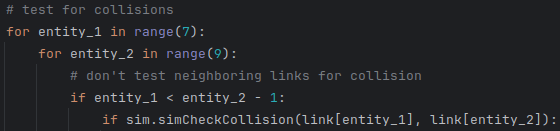 # test for collisions
for entity_1 in range(7):
for entity_2 in range(9):
# don't test neighboring links for collision
if entity_1 < entity_2 - 1:
if sim.simCheckCollision(link[entity_1], link[entity_2]):